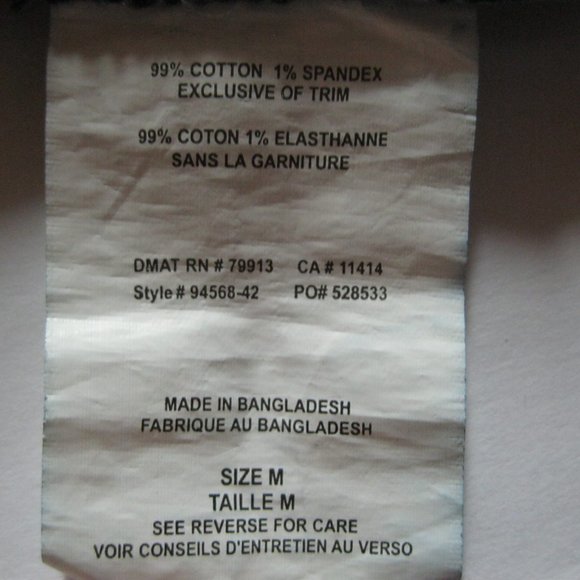 99% COTTON 1% SPANDEX
EXCLUSIVE OF TRIM
99% COTON 1% ELASTHANNE
SANS LA GARNITURE
DMAT RN # 79913 CA # 11414
Style # 94568-42 PO# 528533
MADE IN BANGLADESH
FABRIQUE AU BANGLADESH
SIZE M
TAILLE M
SEE REVERSE FOR CARE
VOIR CONSEILS D'ENTRETIEN AU VERSO